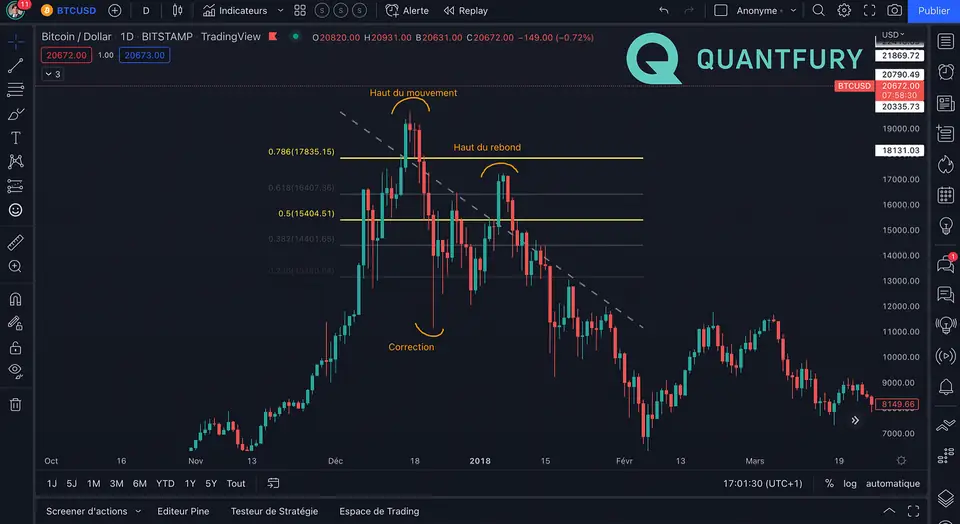 11
BTCUSD
D
Indicateurs
S
S
S
Alerte
Replay
Anonyme
Publier
Bitcoin / Dollar · 1D · BITSTAMP · TradingView
O20820.00 H20931.00 B20631.00 C20672.00 −149.00 (−0.72%)
20672.00
1.00
20673.00
3
QUANTFURY
USD
21869.72
20790.49
BTCUSD
20672.00
07:58:30
20335.73
19000.00
18131.03
17000.00
16000.00
15000.00
14000.00
13000.00
12000.00
11000.00
10000.00
9000.00
8149.66
7000.00
Haut du mouvement
Haut du rebond
0.786(17835.15)
0.618(16407.36)
0.5(15404.51)
Correction
Oct
16
Nov
13
Déc
18
2018
15
Févr
13
Mars
19
1J
5J
1M
3M
6M
YTD
1Y
5Y
Tout
17:01:30 (UTC+1)
%
log
automatique
Screener d'actions
Editeur Pine
Testeur de Stratégie
Espace de Trading
1